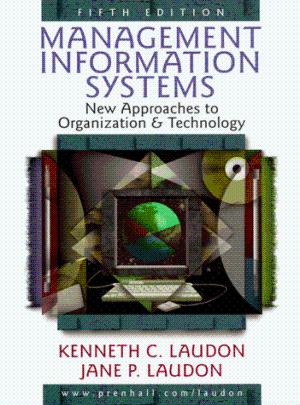 FIFTH EDITION
MANAGEMENT
INFORMATION
SYSTEMS
New Approaches to
Organization & Technology
KENNETH C. LAUDON
JANE P. LAUDON
www.prenhall.com/laudon